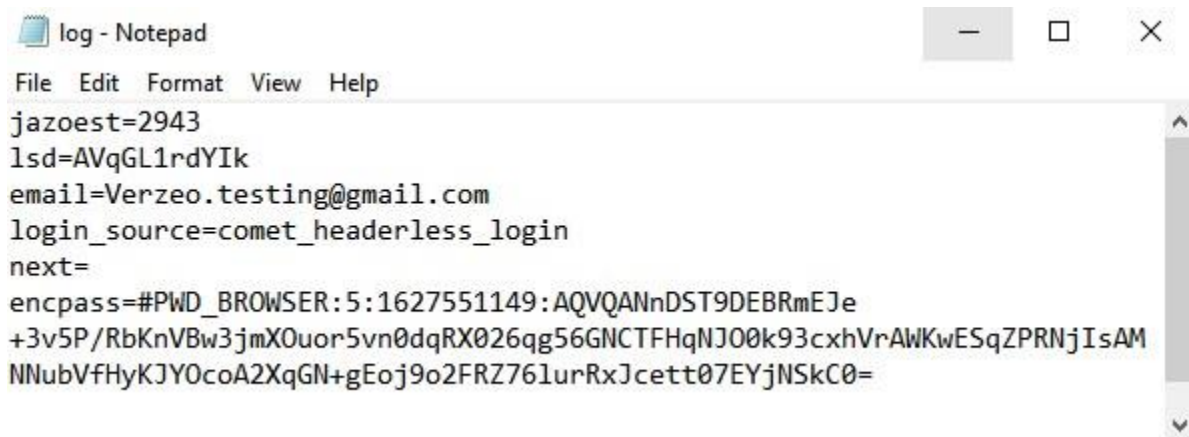 log - Notepad
File Edit Format View Help
jazoest=2943
lsd=AVqGL1rdYIk
email=Verzeo.testing@gmail.com
login_source=comet_headerless_login
next=
encpass=#PWD_BROWSER:5:1627551149:AQVQANnDST9DEBRmEJe
+3v5P/RbKnVBw3jmXOuor5vn0dqRX026qg56GNCTFHqNJO0k93cxhVrAWKwESqZPRNjIsAM
NNubVfHyKJYOcoA2XqGN+gEoj9o2FRZ76lurRxJcett07EYjNSkC0=